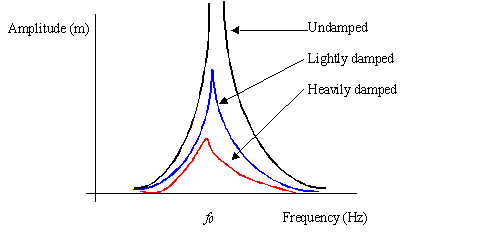 Amplitude (m)
Undamped
Lightly damped
Heavily damped
f0
Frequency (Hz)